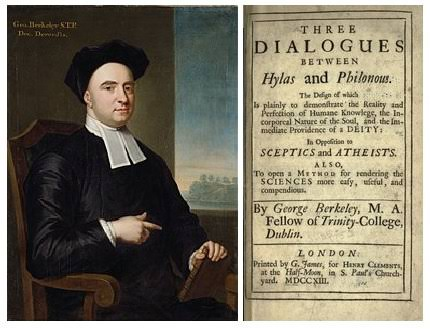 Geo. Berkeley S.T.P.
Dec. Derensis.
THREE
DIALOGUES
BETWEEN
Hylas and Philonous.
The Design of which
Is plainly to demonstrate the Reality and
Perfection of Humane Knowlege, the In-
corporeal Nature of the Soul, and the Im-
mediate Providence of a DEITY:
In Opposition to
SCEPTICS and ATHEISTS.
ALSO,
To open a METHOD for rendering the
SCIENCES more easy, useful, and
compendious.
By George Berkeley, M. A.
Fellow of Trinity-College,
Dublin.
LONDON:
Printed by G. James, for HENRY CLEMENTS,
at the Half-Moon, in S. Paul's Church-
yard. MDCCXIII.